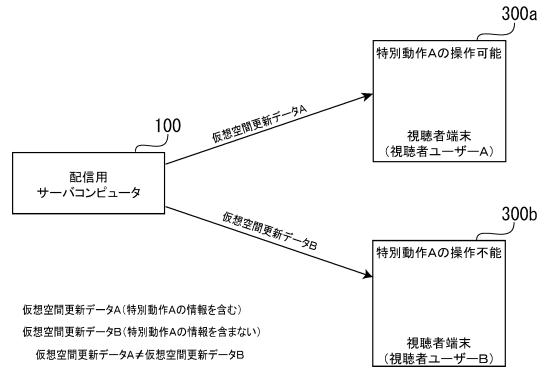 300a
特別動作Aの操作可能
仮想空間更新データA
視聴者端末
(視聴者ユーザーA)
100
配信用
サーバコンピュータ
300b
仮想空間更新データB
特別動作Aの操作不能
視聴者端末
(視聴者ユーザーB)
仮想空間更新データA(特別動作Aの情報を含む)
仮想空間更新データB(特別動作Aの情報を含まない)
仮想空間更新データA≠仮想空間更新データB